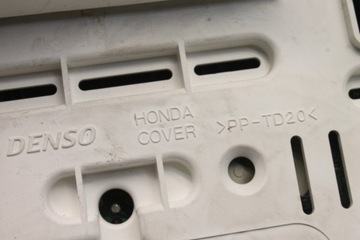 DENSO
HONDA
COVER
>PP-TD20<